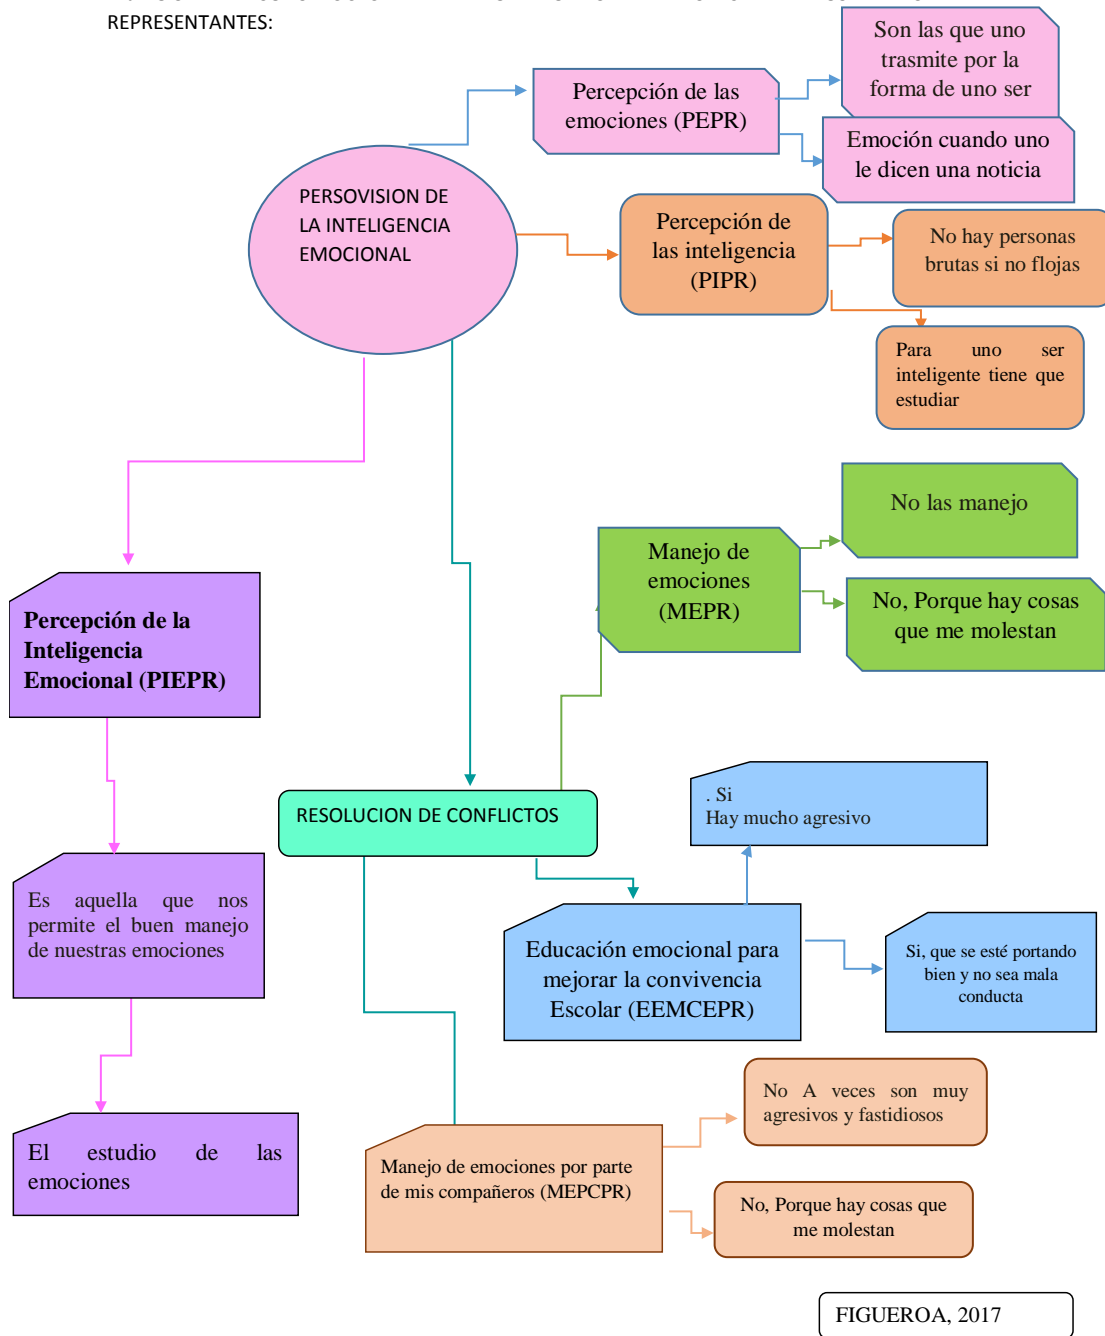 REPRESENTANTES:
Son las que uno
trasmite por la
forma de uno ser
Percepción de las
emociones (PEPR)
Emoción cuando uno
le dicen una noticia
PERSOVISION DE
LA INTELIGENCIA
EMOCIONAL
Percepción de
las inteligencia
(PIPR)
No hay personas
brutas si no flojas
Para uno ser
inteligente tiene que
estudiar
No las manejo
Manejo de
emociones
(MEPR)
No, Porque hay cosas
que me molestan
Percepción de la
Inteligencia
Emocional (PIEPR)
. Si
Hay mucho agresivo
RESOLUCION DE CONFLICTOS
Es aquella que nos
permite el buen manejo
de nuestras emociones
Educación emocional para
mejorar la convivencia
Escolar (EEMCEPR)
Si, que se esté portando
bien y no sea mala
conducta
No A veces son muy
agresivos y fastidiosos
El estudio de las
emociones
Manejo de emociones por parte
de mis compañeros (MEPCPR)
No, Porque hay cosas que
me molestan
FIGUEROA, 2017